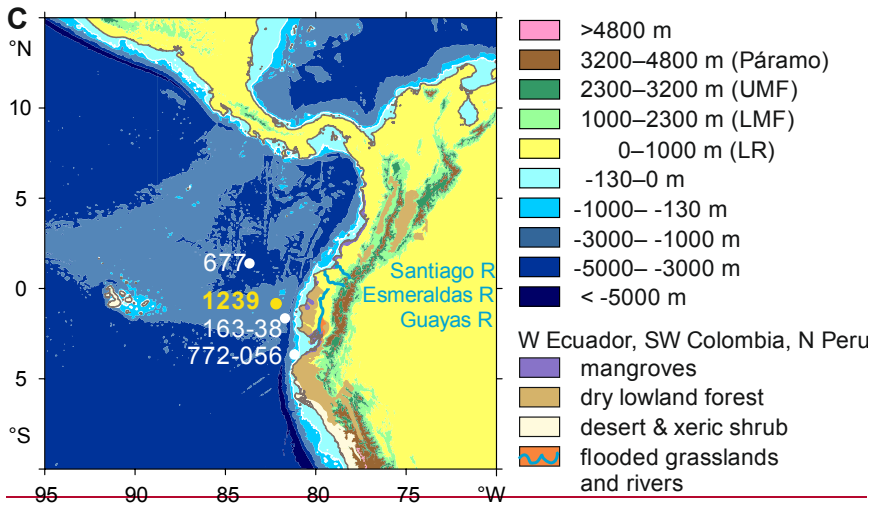 C
°N
10
5
0
5
°S
95
90
85
80
75
°W
677
1239
163-38
772-056
Santiago R
Esmeraldas R
Guayas R
>4800 m
3200–4800 m (Páramo)
2300–3200 m (UMF)
1000–2300 m (LMF)
0–1000 m (LR)
-130–0 m
-1000– -130 m
-3000– -1000 m
-5000– -3000 m
< -5000 m
W Ecuador, SW Colombia, N Peru
mangroves
dry lowland forest
desert & xeric shrub
flooded grasslands
and rivers